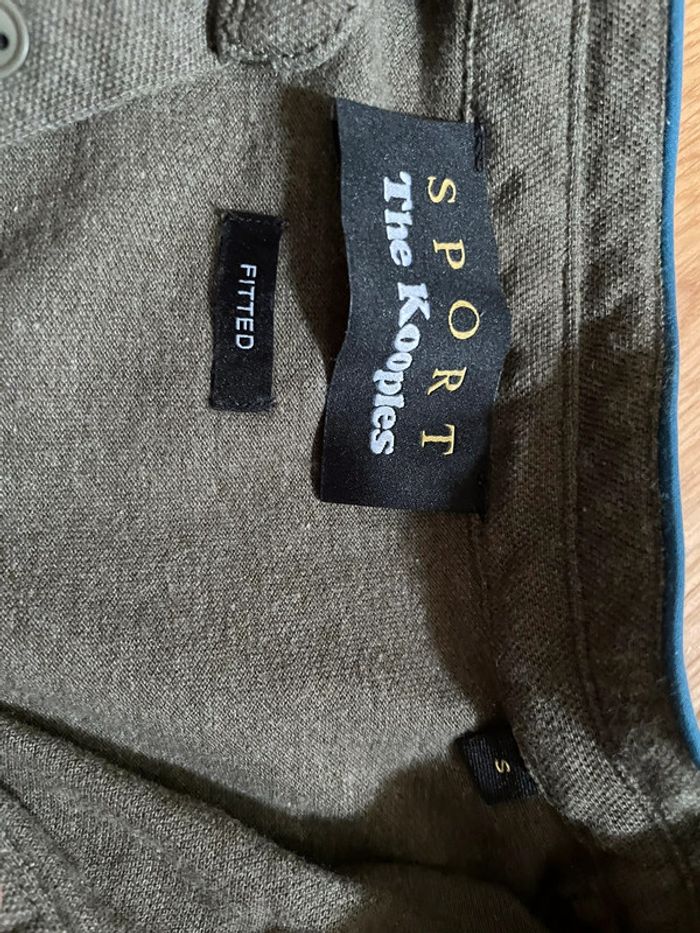 SPORT
The Kooples
FITTED
S